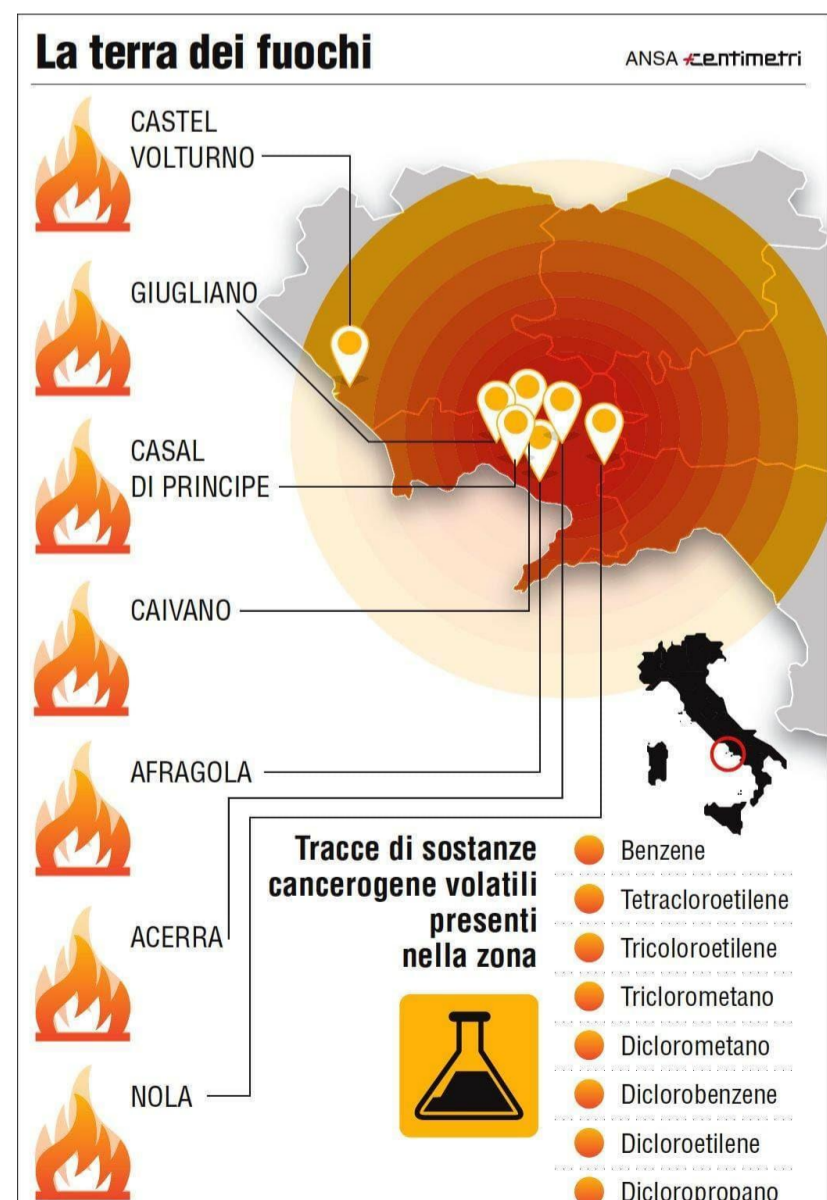 La terra dei fuochi
ANSA centimetri
CASTEL
VOLTURNO
GIUGLIANO
CASAL
DI PRINCIPE
CAIVANO
AFRAGOLA
ACERRA
NOLA
Tracce di sostanze
cancerogene volatili
presenti
nella zona
Benzene
Tetracloroetilene
Tricoloroetilene
Triclorometano
Diclorometano
Diclorobenzene
Dicloroetilene
Dicloropropano